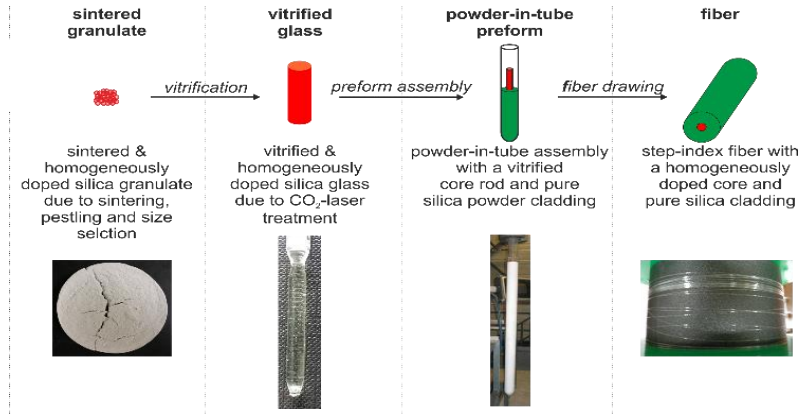 sintered
granulate
vitrified
glass
powder-in-tube
preform
fiber
vitrification
preform assembly
fiber drawing
sintered &
homogeneously
doped silica granulate
due to sintering,
pestling and size
selction
vitrified &
homogeneously
doped silica glass
due to CO₂-laser
treatment
powder-in-tube assembly
with a vitrified
core rod and pure
silica powder cladding
step-index fiber with
a homogeneously
doped core and
pure silica cladding